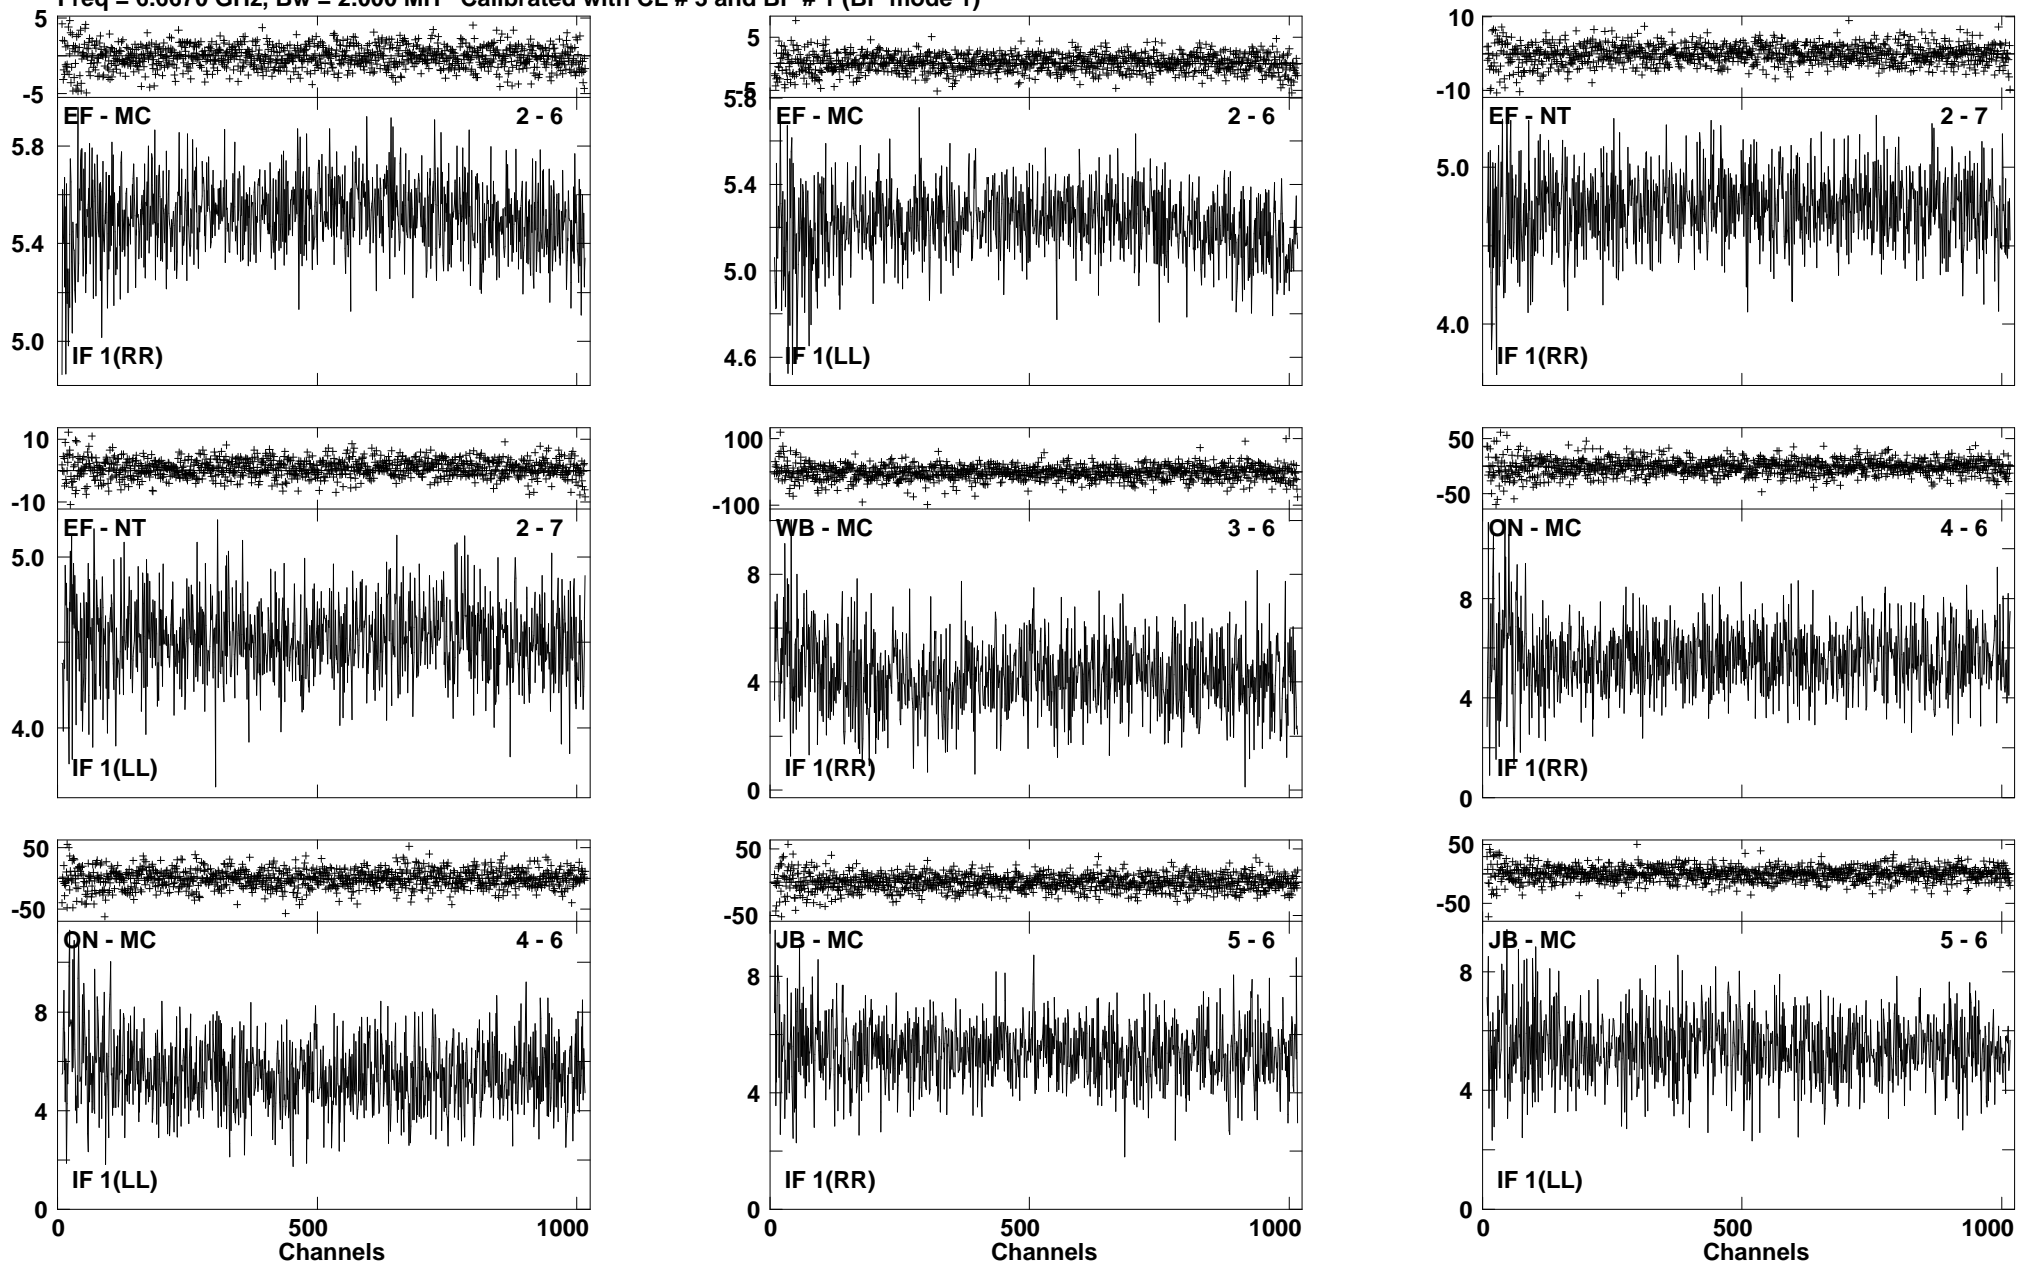 Freq = 6.6670 GHz, Bw = 2.000 MH Calibrated with CL # 3 and BP # 1 (BP mode 1)
5
-5
EF - MC 2 - 6
5.8
5.4
5.0
IF 1(RR)
5
-5
5.8
EF - MC 2 - 6
5.4
5.0
4.6
IF 1(LL)
10
-10
EF - NT 2 - 7
5.0
4.0
IF 1(RR)
10
-10
EF - NT 2 - 7
5.0
4.0
IF 1(LL)
100
-100
WB - MC 3 - 6
8
4
0
IF 1(RR)
50
-50
ON - MC 4 - 6
8
4
0
IF 1(RR)
50
-50
ON - MC 4 - 6
8
4
IF 1(LL)
0
0 500 1000
Channels
50
-50
JB - MC 5 - 6
8
4
IF 1(RR)
0
0 500 1000
Channels
50
-50
JB - MC 5 - 6
8
4
IF 1(LL)
0
0 500 1000
Channels